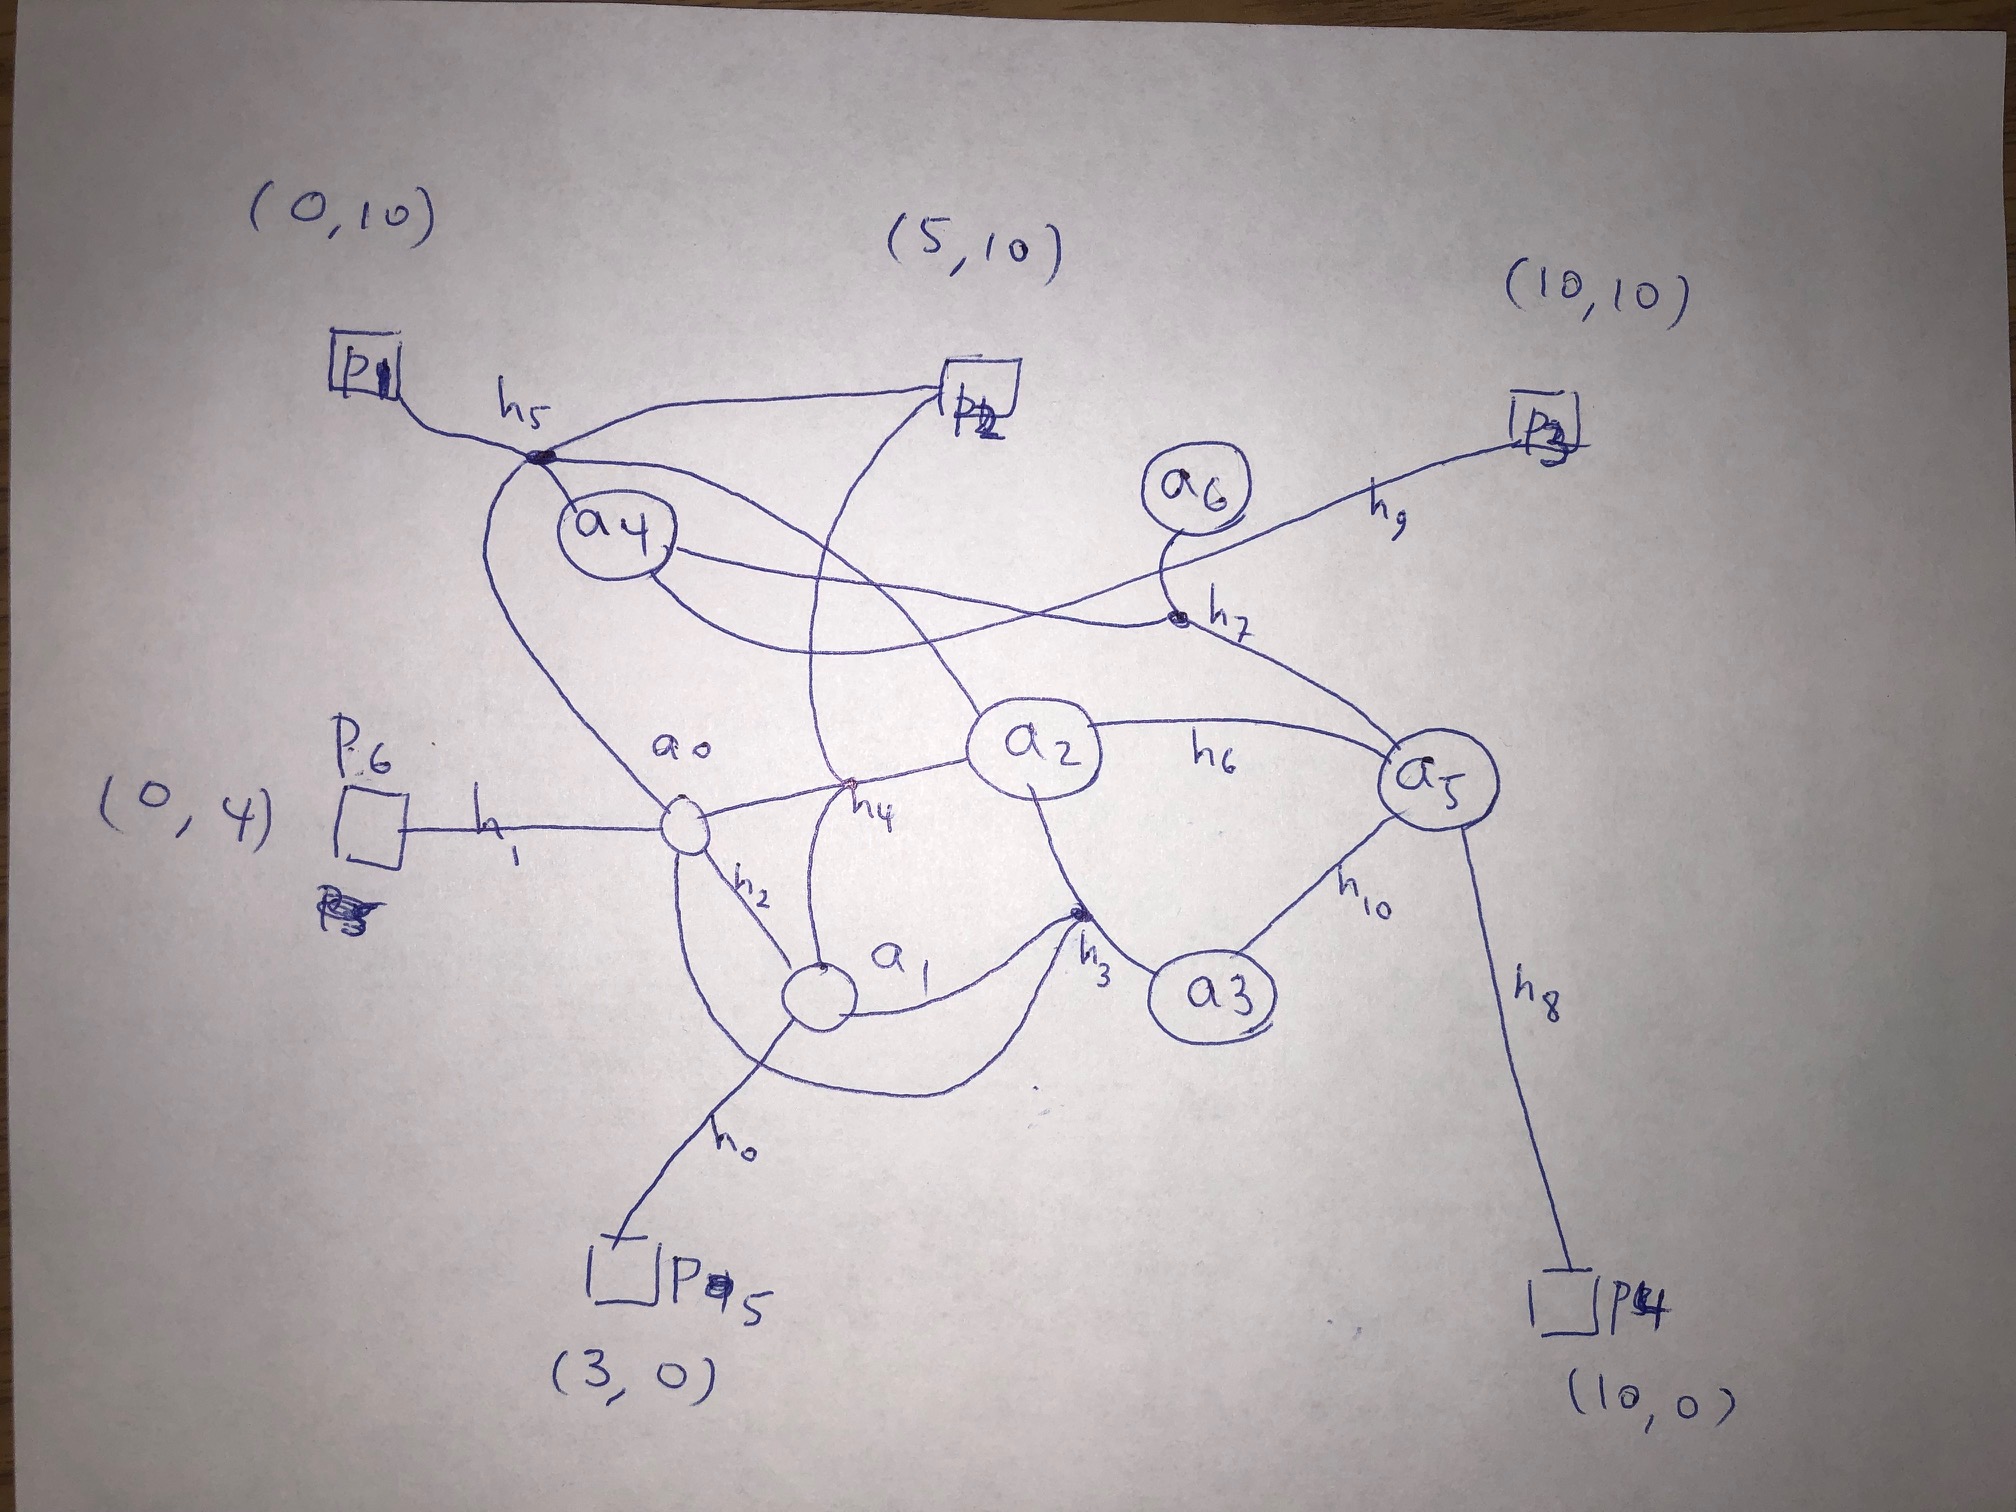 (0,10)
(5,10)
(10,10)
P1
h5
P2
P3
a6
h9
a4
h7
P6
a0
a2
h6
a5
(0,4)
h1
h4
h2
h10
a1
h3
a3
h8
h0
P5
P4
(3,0)
(10,0)